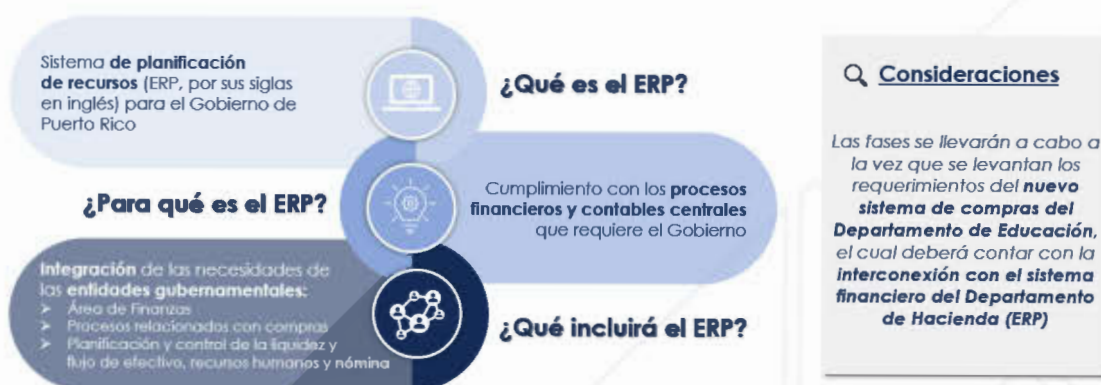 Sistema de planificación
de recursos (ERP, por sus siglas
en inglés) para el Gobierno de
Puerto Rico
¿Qué es el ERP?
¿Para qué es el ERP?
Cumplimiento con los procesos
financieros y contables centrales
que requiere el Gobierno
Integración de las necesidades de
las entidades gubernamentales:
➤ Área de Finanzas
➤ Procesos relacionados con compras
➤ Planificación y control de la liquidez y
flujo de efectivo, recursos humanos y nómina
¿Qué incluirá el ERP?
Consideraciones
Las fases se llevarán a cabo a
la vez que se levantan los
requerimientos del nuevo
sistema de compras del
Departamento de Educación,
el cual deberá contar con la
interconexión con el sistema
financiero del Departamento
de Hacienda (ERP)